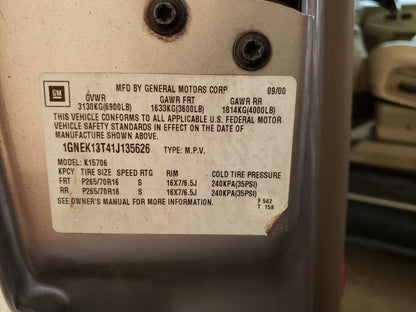 GM
MFD BY GENERAL MOTORS CORP 09/00
GVWR GAWR FRT GAWR RR
3130KG(6900LB) 1633KG(3600LB) 1814KG(4000LB)
THIS VEHICLE CONFORMS TO ALL APPLICABLE U.S. FEDERAL MOTOR
VEHICLE SAFETY STANDARDS IN EFFECT ON THE DATE OF
MANUFACTURE SHOWN ABOVE.
1GNEK13T41J135626 TYPE: M.P.V.
MODEL: K15706
KPCY TIRE SIZE SPEED RTG RIM COLD TIRE PRESSURE
FRT P265/70R16 S 16X7/6.5J 240KPA(35PSI)
RR P265/70R16 S 16X7/6.5J 240KPA(35PSI)
SEE OWNER'S MANUAL FOR MORE INFORMATION.
F 562
T 158